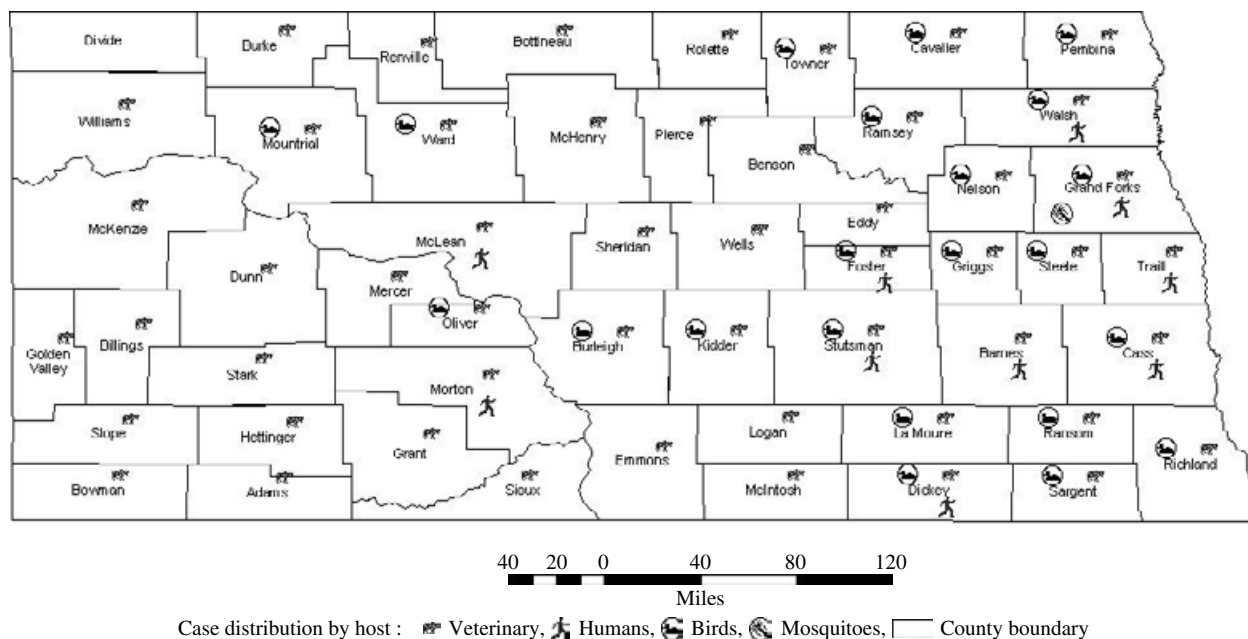 Divide
Durke
Renville
Bottineau
Rolette
Towner
Cavalier
Pembina
Williams
Mountrial
Ward
McHenry
Pierce
Benson
Ramsey
Walsh
Nelson
Grand Forks
McKenzie
Dunn
McLean
Mercer
Oliver
Sheridan
Wells
Eddy
Foster
Griggs
Steele
Traill
Golden
Valley
Dillings
Stark
Morton
Burleigh
Kidder
Stutsman
Barnes
Cass
Slope
Hettinger
Grant
Emmons
Logan
La Moure
Ransom
Richland
Bowman
Adams
Sioux
McIntosh
Dickey
Sargent
40 20 0 40 80 120
Miles
Case distribution by host : Veterinary, Humans, Birds, Mosquitoes, County boundary